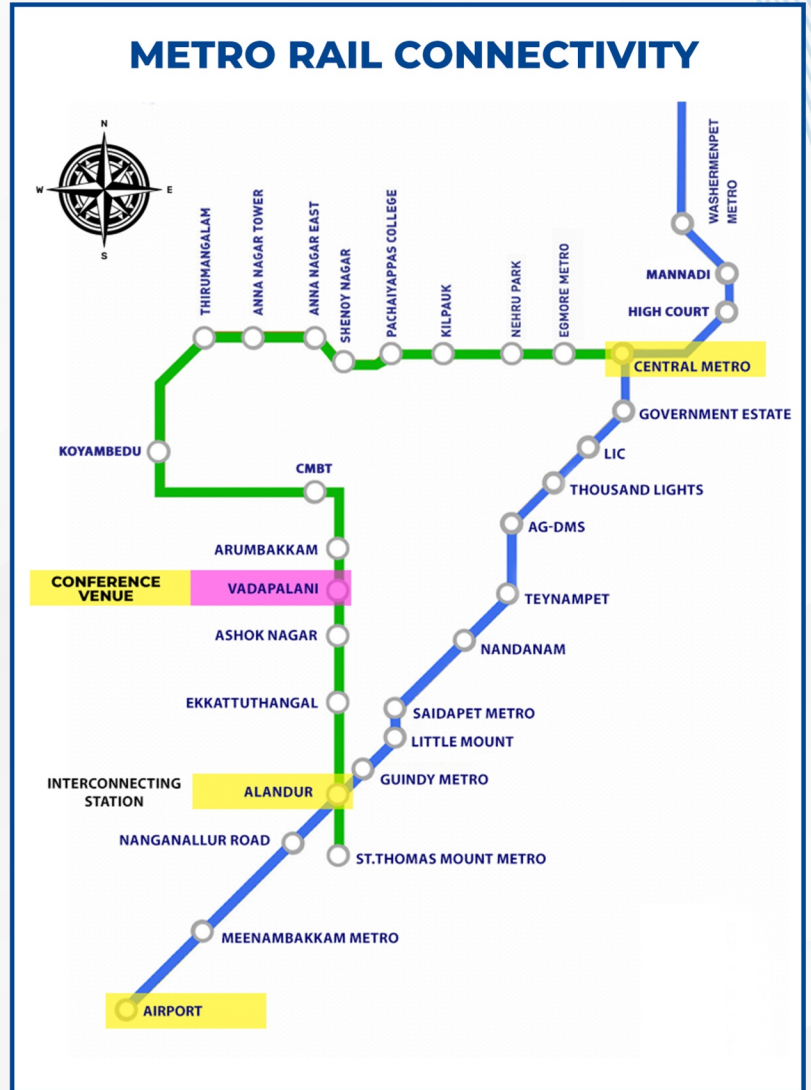 METRO RAIL CONNECTIVITY
N
W
E
S
THIRUMANGALAM
ANNA NAGAR TOWER
ANNA NAGAR EAST
SHENOY NAGAR
PACHAIYAPPAS COLLEGE
KILPAUK
NEHRU PARK
EGMORE METRO
WASHERMENPET
METRO
MANNADI
HIGH COURT
CENTRAL METRO
GOVERNMENT ESTATE
KOYAMBEDU
LIC
CMBT
THOUSAND LIGHTS
AG-DMS
ARUMBAKKAM
CONFERENCE
VENUE
VADAPALANI
TEYNAMPET
ASHOK NAGAR
NANDANAM
EKKATTUTHANGAL
SAIDAPET METRO
LITTLE MOUNT
GUINDY METRO
INTERCONNECTING
STATION
ALANDUR
NANGANALLUR ROAD
ST.THOMAS MOUNT METRO
MEENAMBAKKAM METRO
AIRPORT